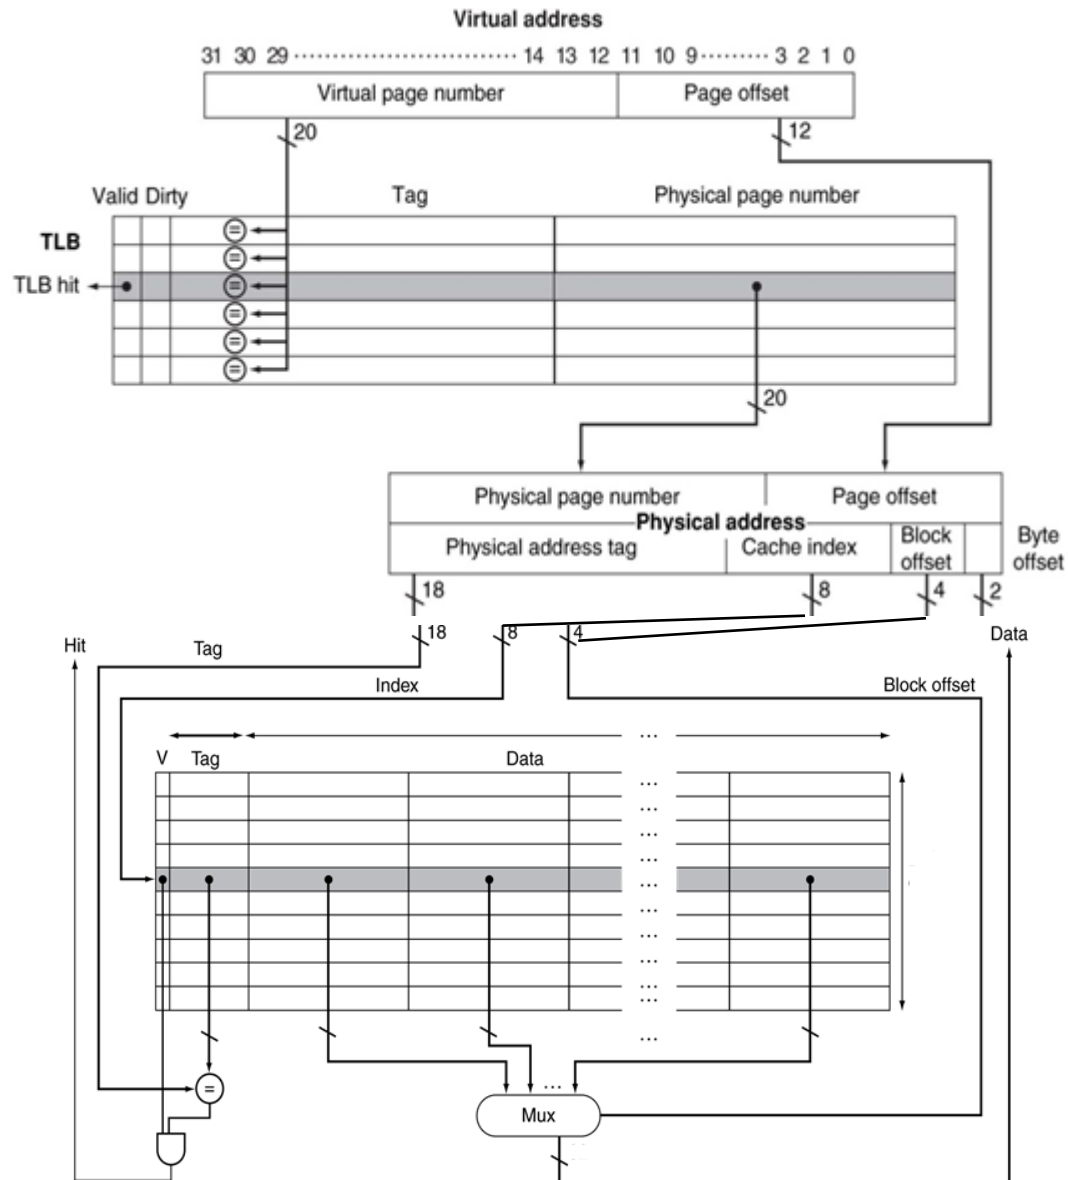 Virtual address
31 30 29 ........................... 14 13 12 11 10 9 ......... 3 2 1 0
Virtual page number Page offset
20 12
Valid Dirty Tag Physical page number
TLB
=
=
TLB hit =
=
=
=
20
Physical page number Page offset
Physical address
Physical address tag Cache index Block offset Byte offset
18 8 4 2
18 8 4
Hit Tag Data
Index Block offset
...
V Tag Data
...
...
...
...
...
...
...
...
...
...
...
=
...
Mux